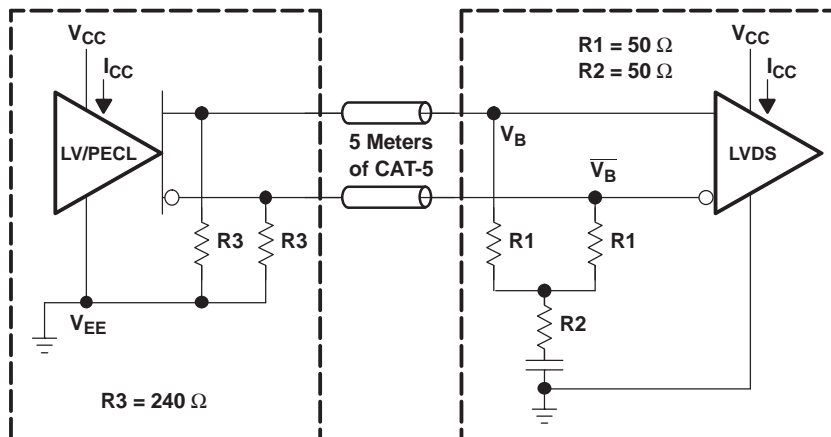 V_CC
I_CC
LV/PECL
R3
R3
V_EE
R3 = 240 Ω
5 Meters
of CAT-5
R1 = 50 Ω
R2 = 50 Ω
V_CC
I_CC
V_B
V̅_B̅
LVDS
R1
R1
R2